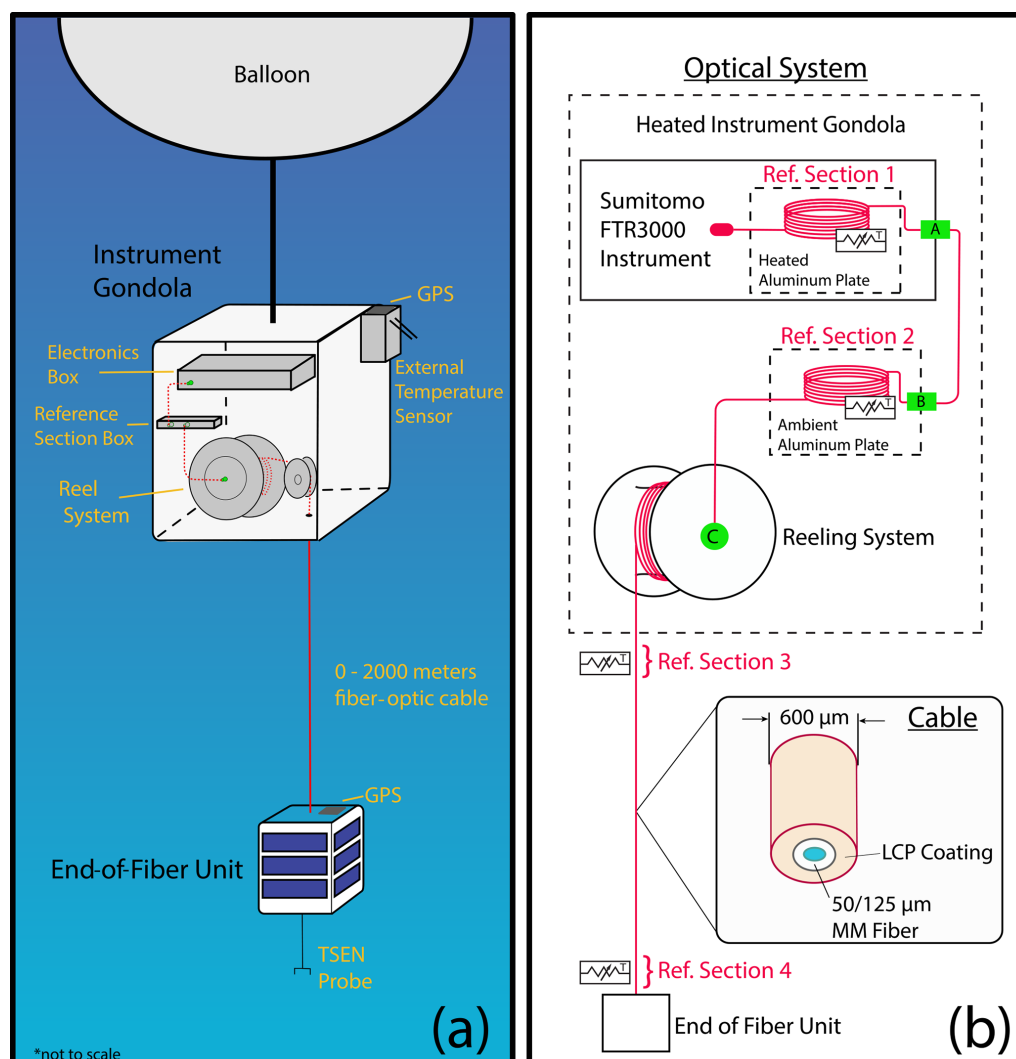 Balloon
Instrument
Gondola
GPS
Electronics
Box
External
Temperature
Sensor
Reference
Section Box
Reel
System
0 - 2000 meters
fiber-optic cable
GPS
End-of-Fiber Unit
TSEN
Probe
*not to scale
(a)
Optical System
Heated Instrument Gondola
Ref. Section 1
Sumitomo
FTR3000
Instrument
T
Heated
Aluminum Plate
A
Ref. Section 2
T
B
Ambient
Aluminum Plate
C
Reeling System
T
Ref. Section 3
600 µm
Cable
LCP Coating
50/125 µm
MM Fiber
T
Ref. Section 4
End of Fiber Unit
(b)